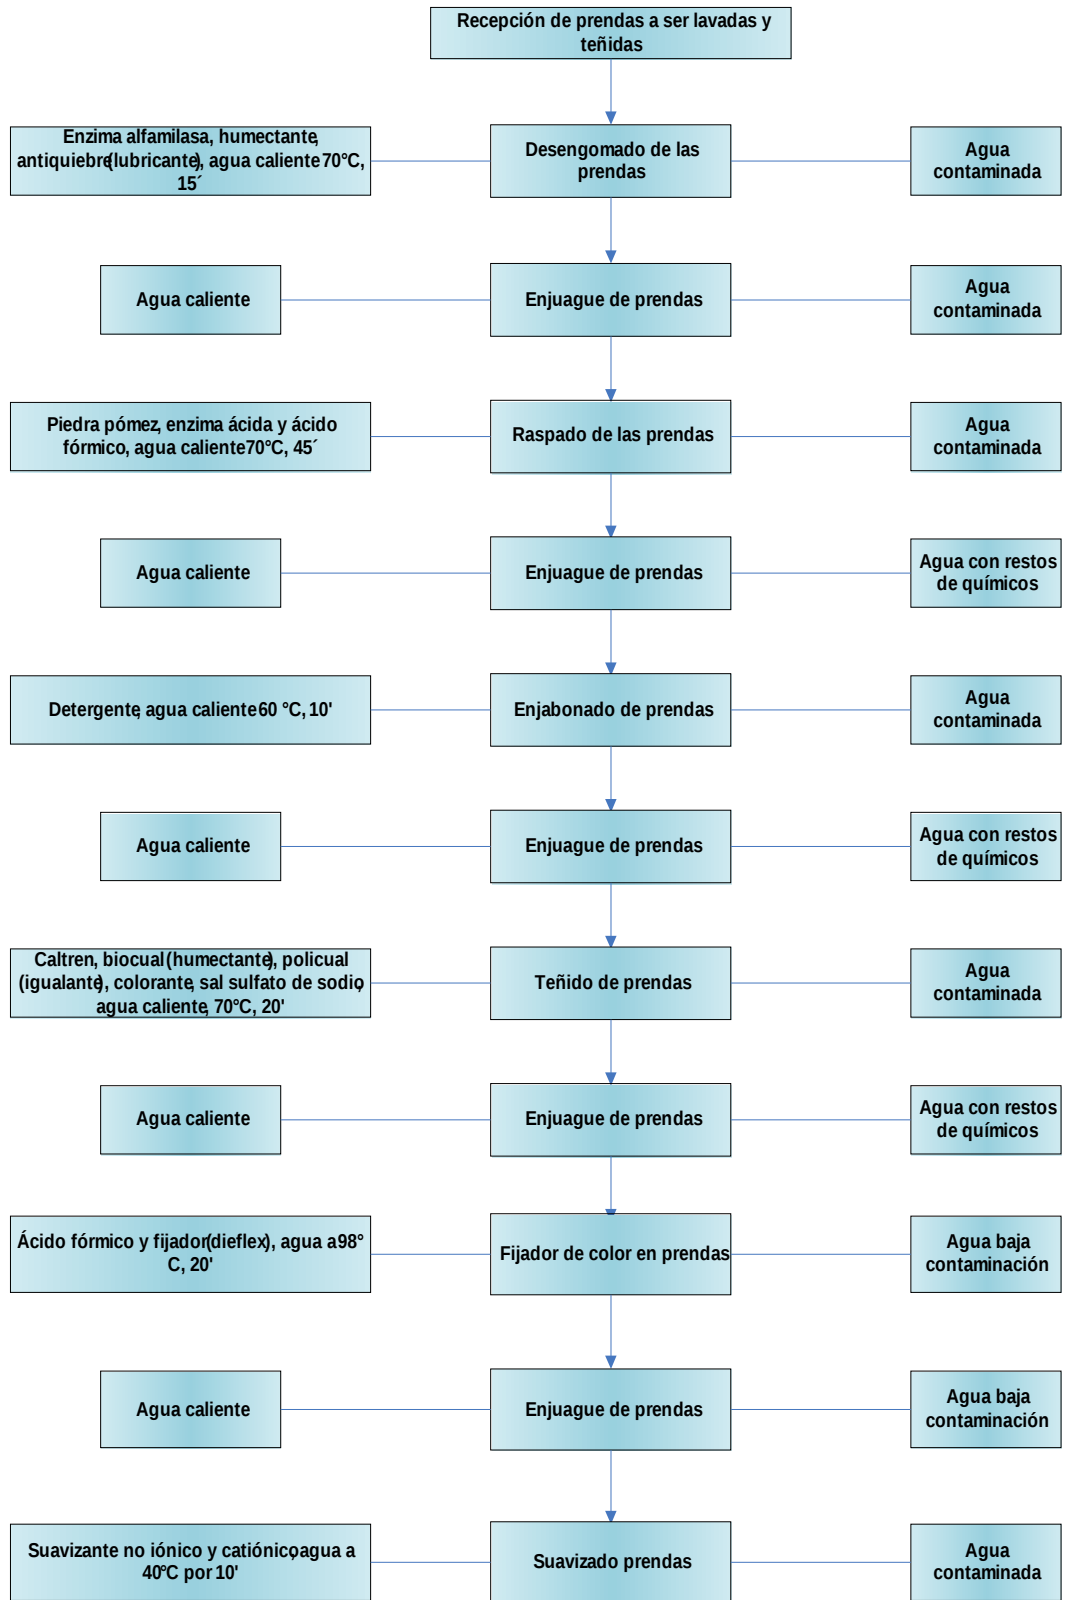 Recepción de prendas a ser lavadas y
teñidas
Enzima alfamilasa, humectante,
antiquiebre(lubricante), agua caliente 70°C,
15´
Desengomado de las
prendas
Agua
contaminada
Agua caliente
Enjuague de prendas
Agua
contaminada
Piedra pómez, enzima ácida y ácido
fórmico, agua caliente 70°C, 45´
Raspado de las prendas
Agua
contaminada
Agua caliente
Enjuague de prendas
Agua con restos
de químicos
Detergente, agua caliente 60 °C, 10'
Enjabonado de prendas
Agua
contaminada
Agua caliente
Enjuague de prendas
Agua con restos
de químicos
Caltren, biocual (humectante), policual
(igualante), colorante, sal sulfato de sodio,
agua caliente, 70°C, 20'
Teñido de prendas
Agua
contaminada
Agua caliente
Enjuague de prendas
Agua con restos
de químicos
Ácido fórmico y fijador(dieflex), agua a 98°
C, 20'
Fijador de color en prendas
Agua baja
contaminación
Agua caliente
Enjuague de prendas
Agua baja
contaminación
Suavizante no iónico y catiónico, agua a
40°C por 10'
Suavizado prendas
Agua
contaminada